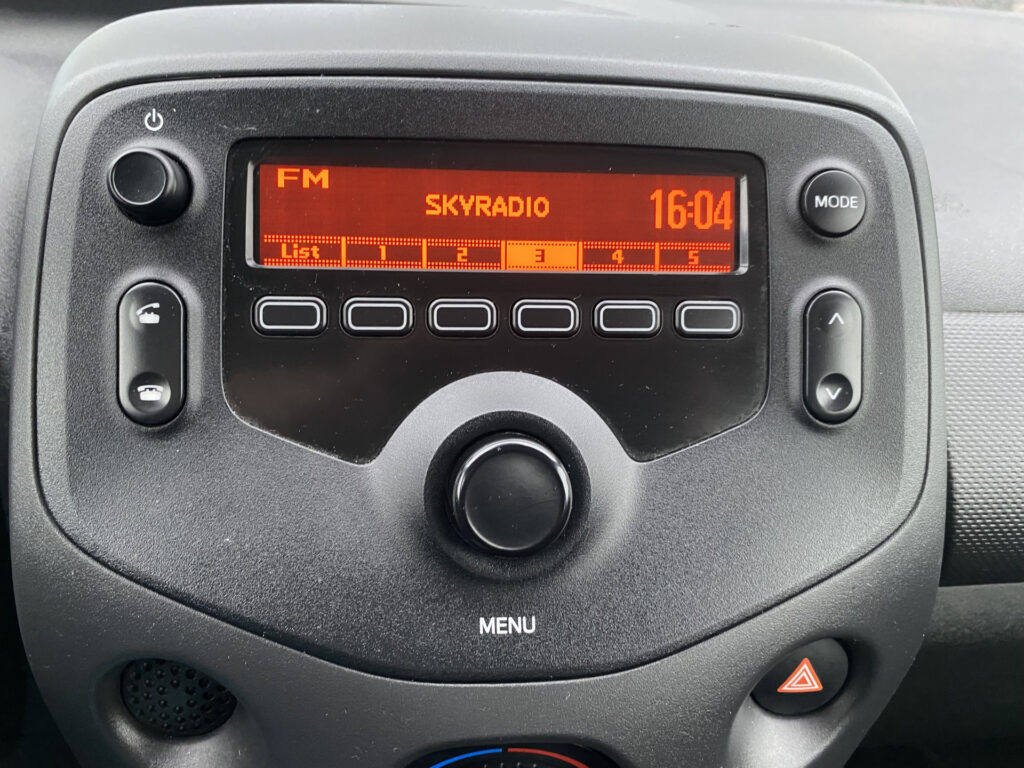 FM
SKYRADIO
16:04
List 1 2 3 4 5
MODE
MENU